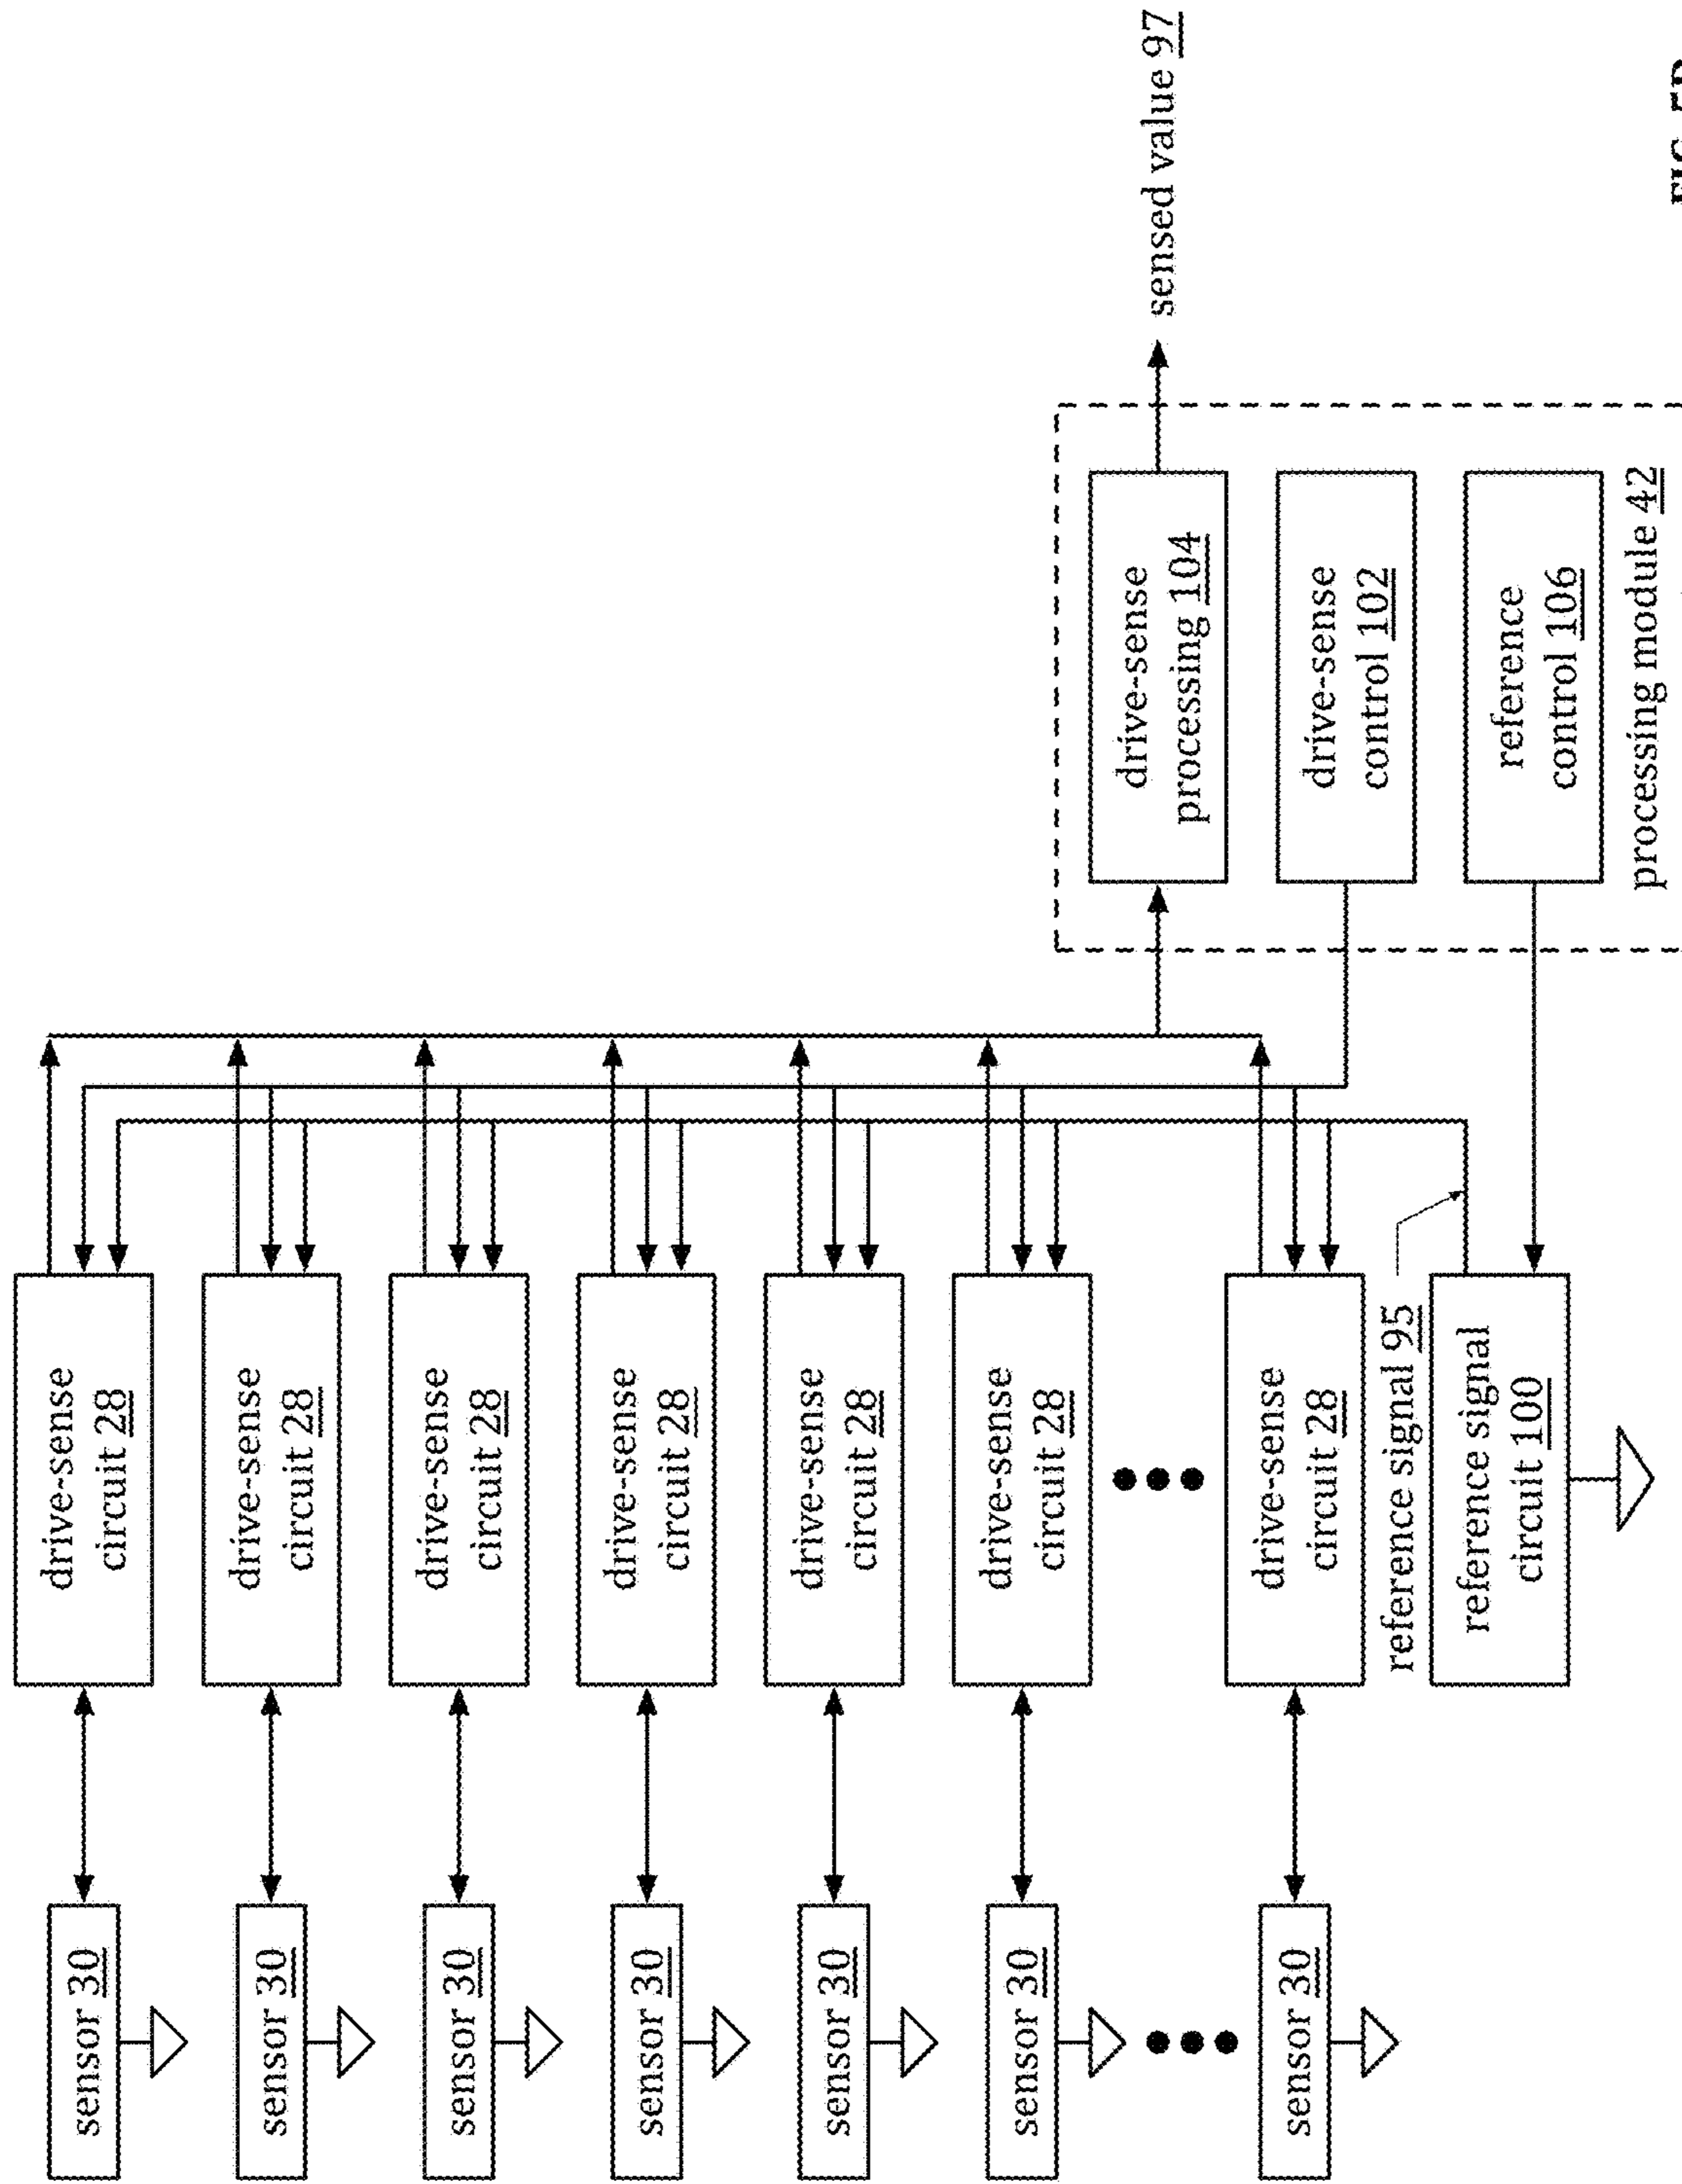 sensor 30
drive-sense
circuit 28
sensor 30
drive-sense
circuit 28
sensor 30
drive-sense
circuit 28
sensor 30
drive-sense
circuit 28
sensor 30
drive-sense
circuit 28
sensor 30
drive-sense
circuit 28
sensor 30
drive-sense
circuit 28
reference signal 95
reference signal
circuit 100
drive-sense
processing 104
drive-sense
control 102
reference
control 106
processing module 42
sensed value 97